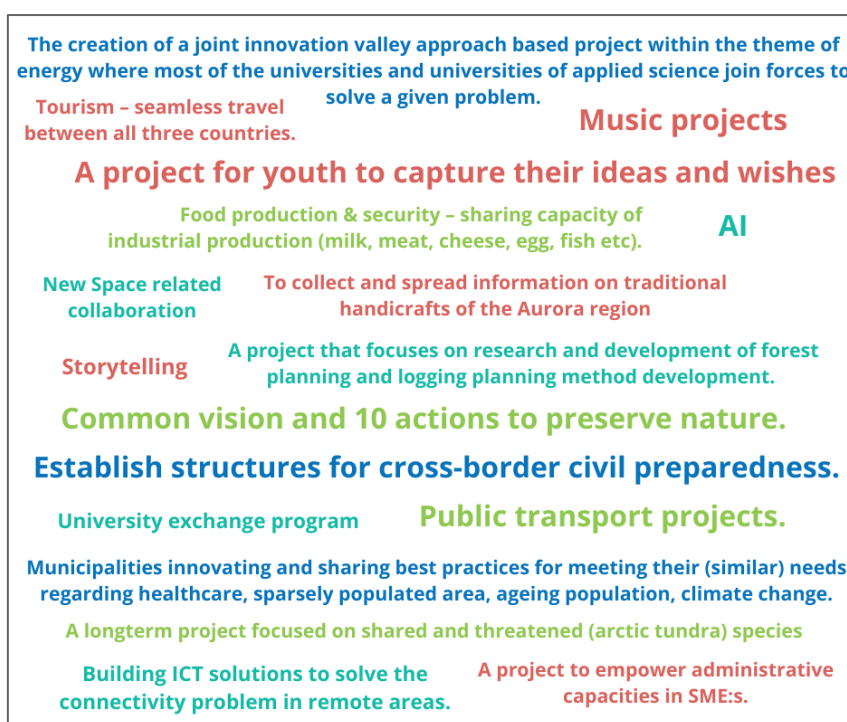 The creation of a joint innovation valley approach based project within the theme of
energy where most of the universities and universities of applied science join forces to
solve a given problem.
Tourism – seamless travel
between all three countries.
Music projects
A project for youth to capture their ideas and wishes
Food production & security – sharing capacity of
industrial production (milk, meat, cheese, egg, fish etc).
AI
New Space related
collaboration
To collect and spread information on traditional
handicrafts of the Aurora region
Storytelling
A project that focuses on research and development of forest
planning and logging planning method development.
Common vision and 10 actions to preserve nature.
Establish structures for cross-border civil preparedness.
University exchange program
Public transport projects.
Municipalities innovating and sharing best practices for meeting their (similar) needs
regarding healthcare, sparsely populated area, ageing population, climate change.
A longterm project focused on shared and threatened (arctic tundra) species
Building ICT solutions to solve the
connectivity problem in remote areas.
A project to empower administrative
capacities in SME:s.